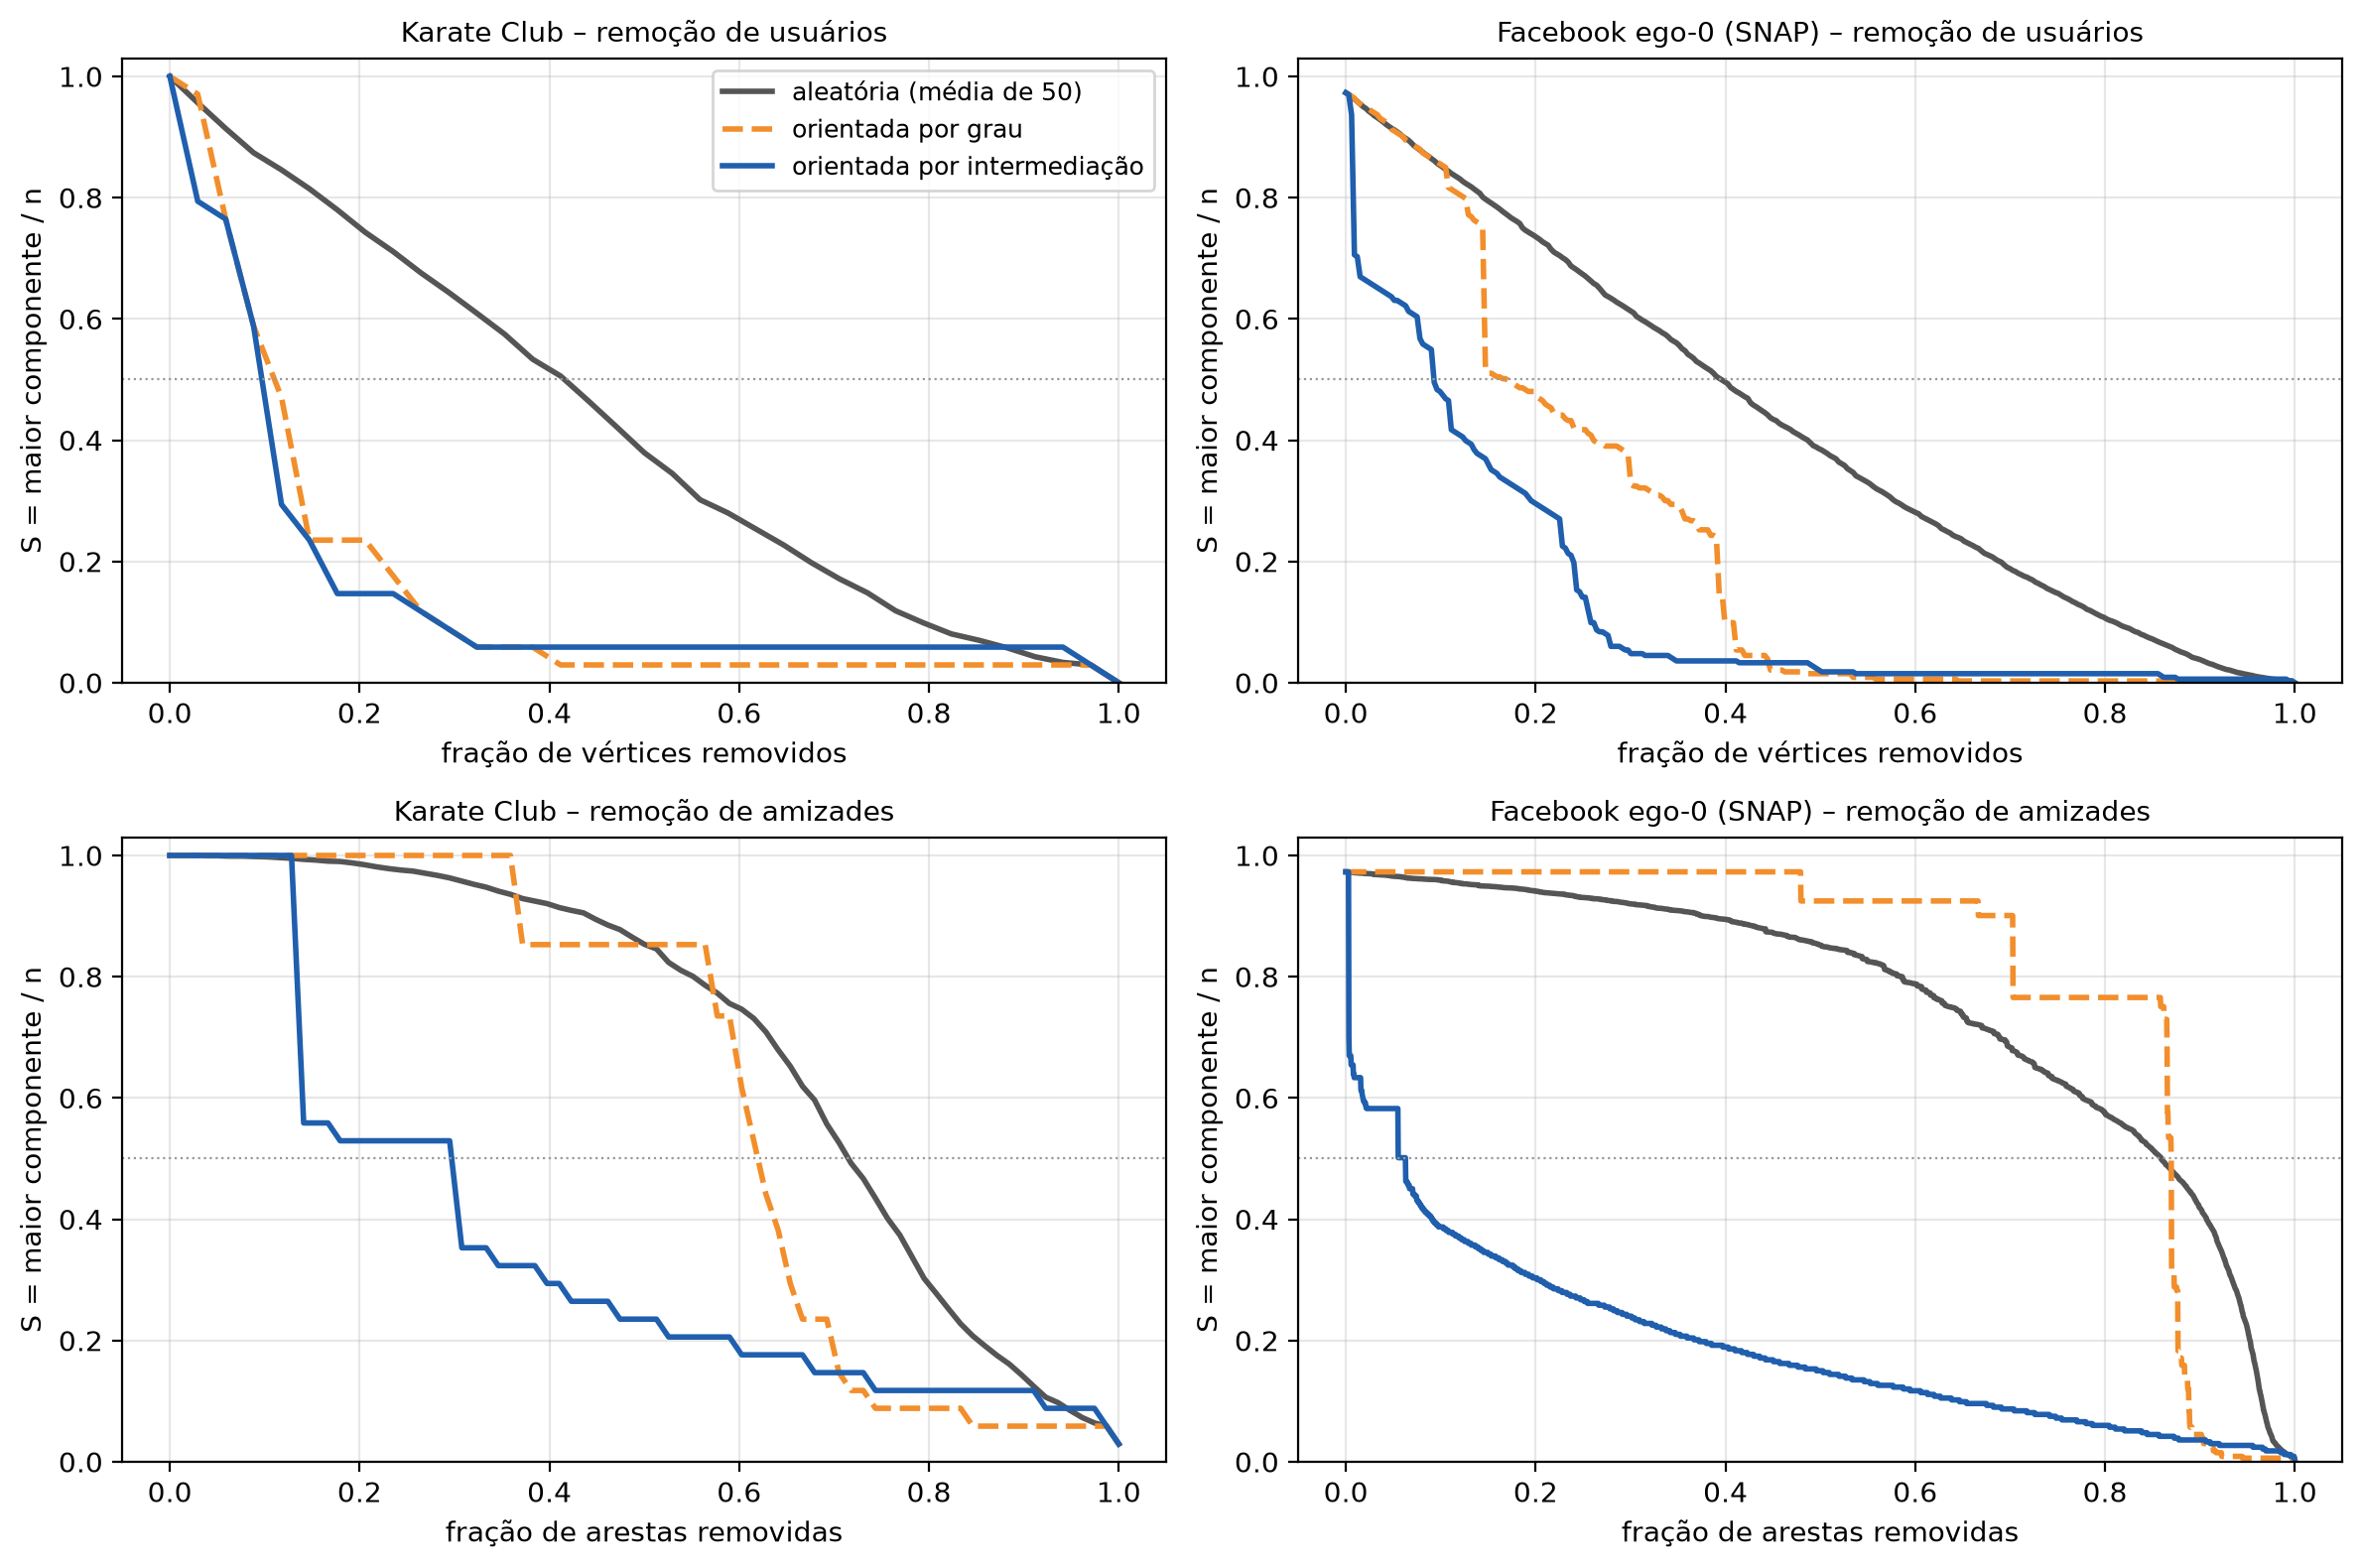 Karate Club – remoção de usuários
S = maior componente / n
1.0
0.8
0.6
0.4
0.2
0.0
aleatória (média de 50)
orientada por grau
orientada por intermediação
0.0 0.2 0.4 0.6 0.8 1.0
fração de vértices removidos
Facebook ego-0 (SNAP) – remoção de usuários
S = maior componente / n
1.0
0.8
0.6
0.4
0.2
0.0
0.0 0.2 0.4 0.6 0.8 1.0
fração de vértices removidos
Karate Club – remoção de amizades
S = maior componente / n
1.0
0.8
0.6
0.4
0.2
0.0
0.0 0.2 0.4 0.6 0.8 1.0
fração de arestas removidas
Facebook ego-0 (SNAP) – remoção de amizades
S = maior componente / n
1.0
0.8
0.6
0.4
0.2
0.0
0.0 0.2 0.4 0.6 0.8 1.0
fração de arestas removidas